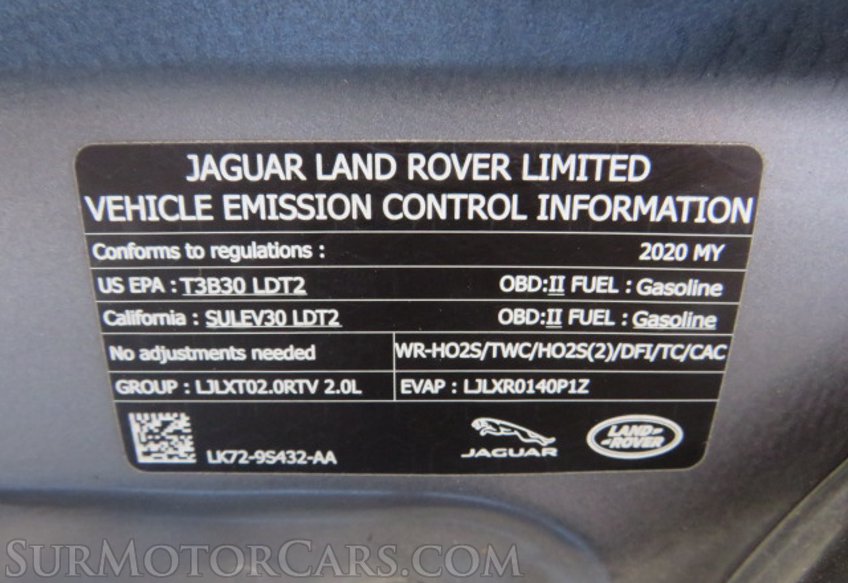 JAGUAR LAND ROVER LIMITED
VEHICLE EMISSION CONTROL INFORMATION
Conforms to regulations : 2020 MY
US EPA : T3B30 LDT2 OBD:II FUEL : Gasoline
California : SULEV30 LDT2 OBD:II FUEL : Gasoline
No adjustments needed WR-HO2S/TWC/HO2S(2)/DFI/TC/CAC
GROUP : LJLXT02.0RTV 2.0L EVAP : LJLXR0140P1Z
LK72-9S432-AA JAGUAR LAND ROVER
SurMotorCars.com